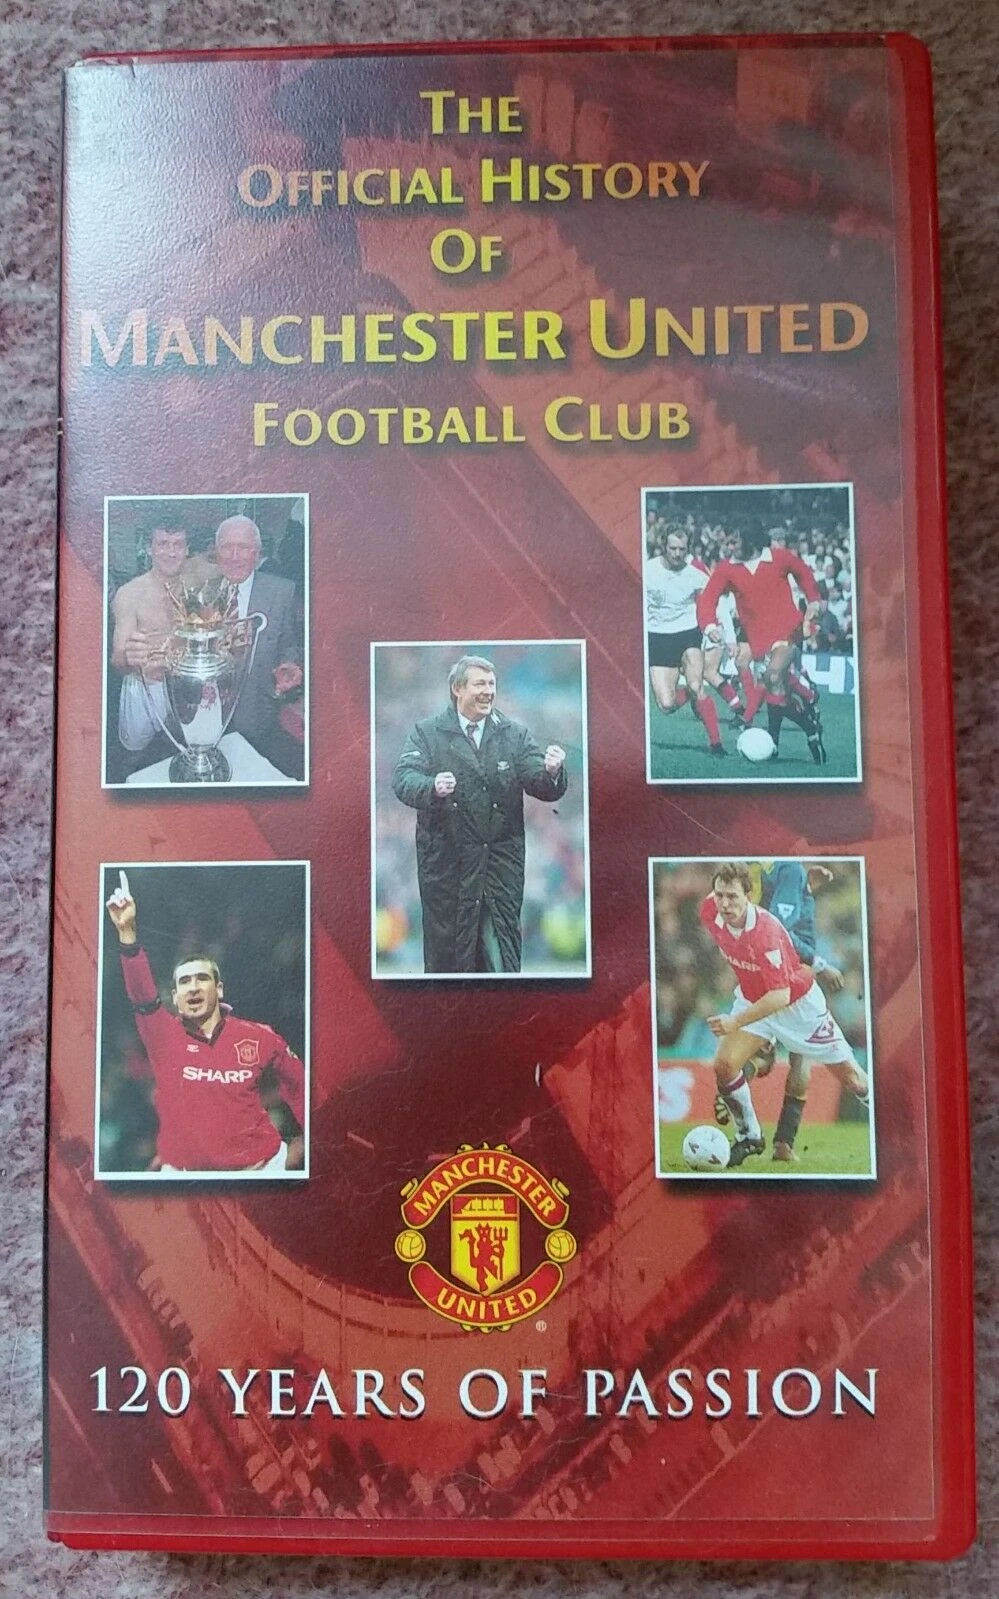 THE
OFFICIAL HISTORY
OF
MANCHESTER UNITED
FOOTBALL CLUB
SHARP
SHARP
MANCHESTER
UNITED
®
120 YEARS OF PASSION